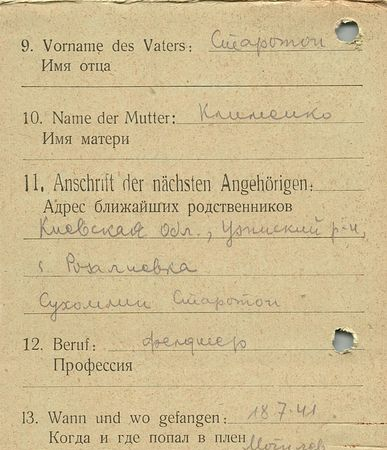 9. Vorname des Vaters: Старотон
Имя отца
10. Name der Mutter: Клименко
Имя матери
11. Anschrift der nächsten Angehörigen:
Адрес ближайших родственников
Киевская обл., р-н,
с Розалиевка
Сухомлин Старотон
12. Beruf: фельдшер
Профессия
13. Wann und wo gefangen: 18 7.41
Когда и где попал в плен Могилев